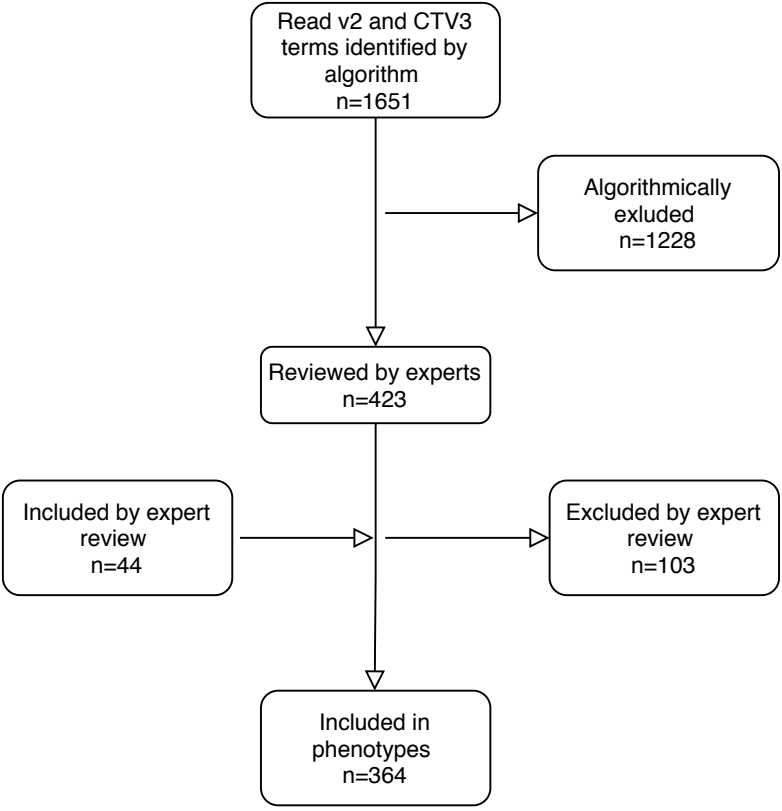 Read v2 and CTV3
terms identified by
algorithm
n=1651
Algorithmically
exluded
n=1228
Reviewed by experts
n=423
Included by expert
review
n=44
Excluded by expert
review
n=103
Included in
phenotypes
n=364